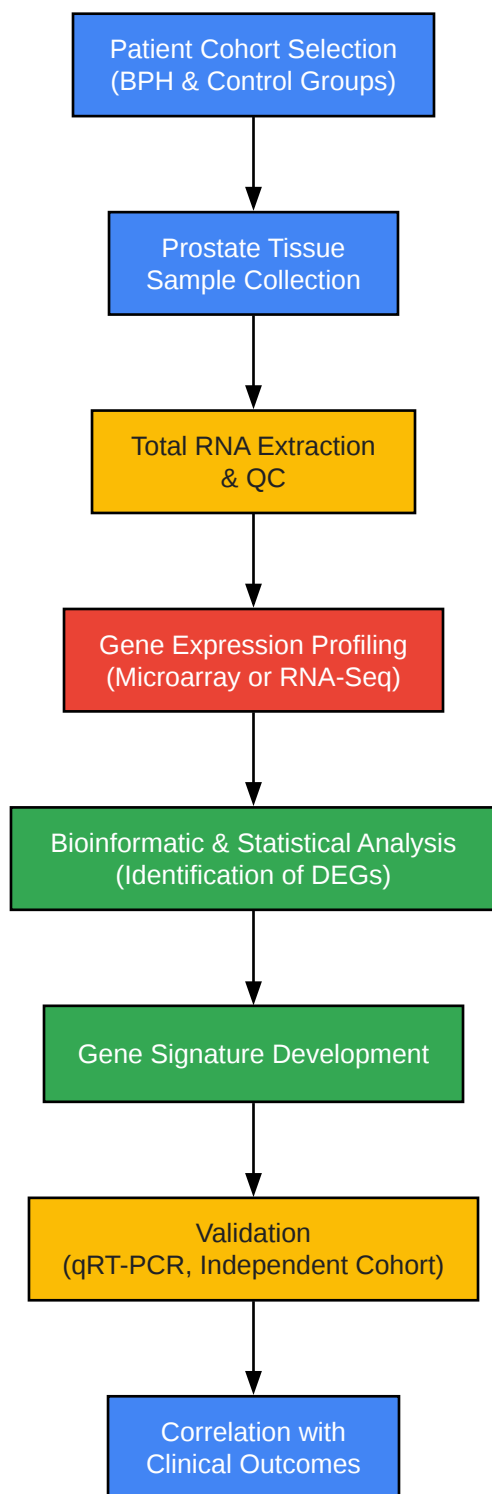 Patient Cohort Selection
(BPH & Control Groups)
Prostate Tissue
Sample Collection
Total RNA Extraction
& QC
Gene Expression Profiling
(Microarray or RNA-Seq)
Bioinformatic & Statistical Analysis
(Identification of DEGs)
Gene Signature Development
Validation
(qRT-PCR, Independent Cohort)
Correlation with
Clinical Outcomes